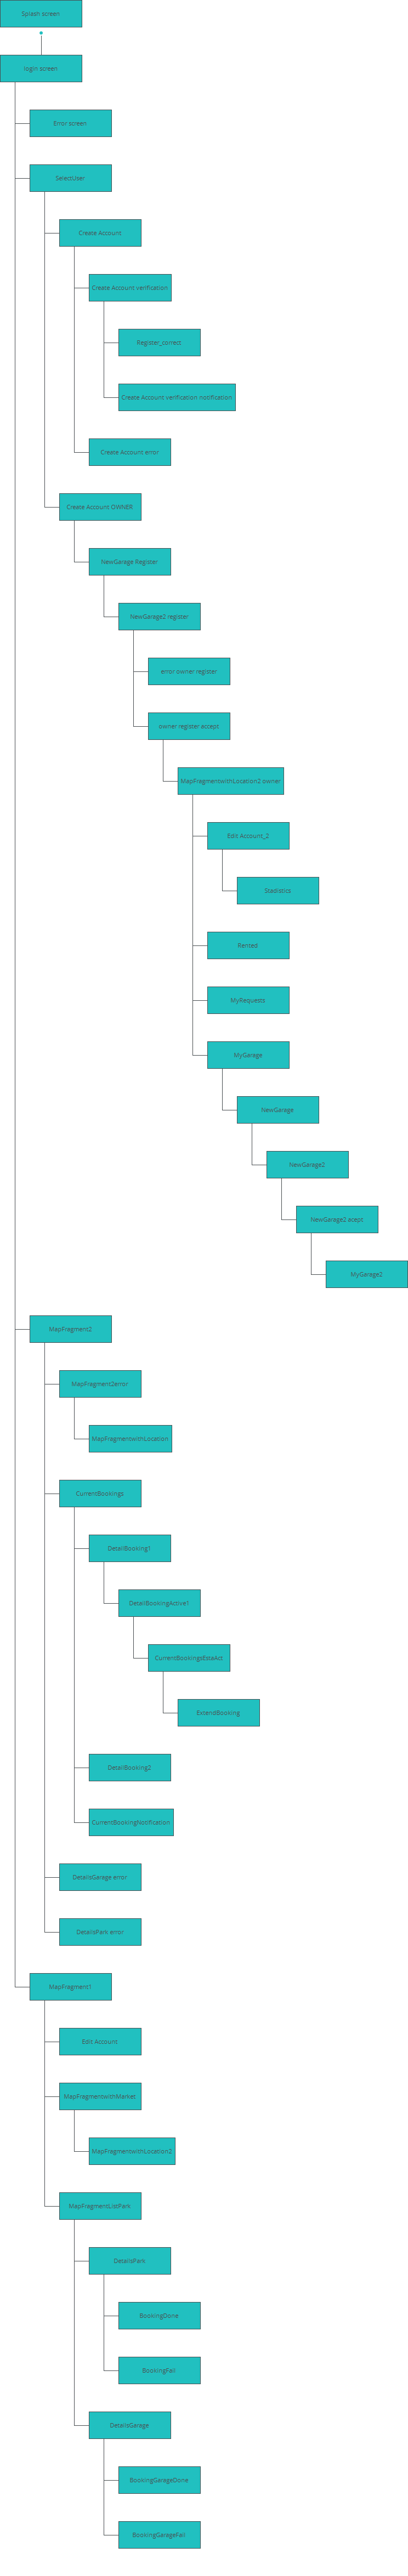 Splash screen
login screen
Error screen
SelectUser
Create Account
Create Account verification
Register_correct
Create Account verification notification
Create Account error
Create Account OWNER
NewGarage Register
NewGarage2 register
error owner register
owner register accept
MapFragmentwithLocation2 owner
Edit Account_2
Stadistics
Rented
MyRequests
MyGarage
NewGarage
NewGarage2
NewGarage2 acept
MyGarage2
MapFragment2
MapFragment2error
MapFragmentwithLocation
CurrentBookings
DetailBooking1
DetailBookingActive1
CurrentBookingsEstaAct
ExtendBooking
DetailBooking2
CurrentBookingNotification
DetailsGarage error
DetailsPark error
MapFragment1
Edit Account
MapFragmentwithMarket
MapFragmentwithLocation2
MapFragmentListPark
DetailsPark
BookingDone
BookingFail
DetailsGarage
BookingGarageDone
BookingGarageFail